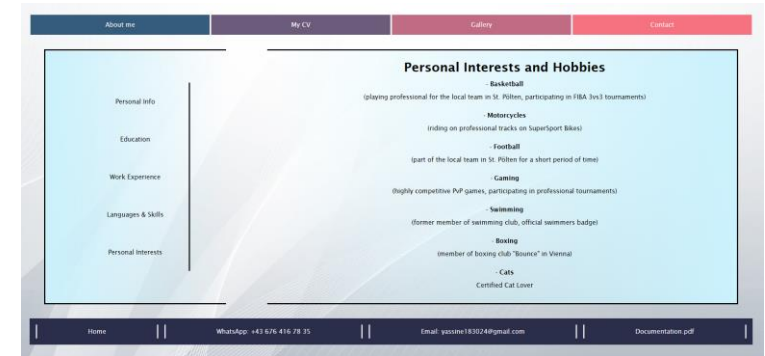 About me
My CV
Gallery
Contact
Personal Info
Education
Work Experience
Languages & Skills
Personal Interests
Personal Interests and Hobbies
- Basketball
(playing professional for the local team in St. Pölten, participating in FIBA 3vs3 tournaments)
- Motorcycles
(riding on professional tracks on SuperSport Bikes)
- Football
(part of the local team in St. Pölten for a short period of time)
- Gaming
(highly competitive PvP games, participating in professional tournaments)
- Swimming
(former member of swimming club, official swimmers badge)
- Boxing
(member of boxing club "Bounce" in Vienna)
- Cats
Certified Cat Lover
Home
WhatsApp: +43 676 416 78 35
Email: yassine183024@gmail.com
Documentation.pdf